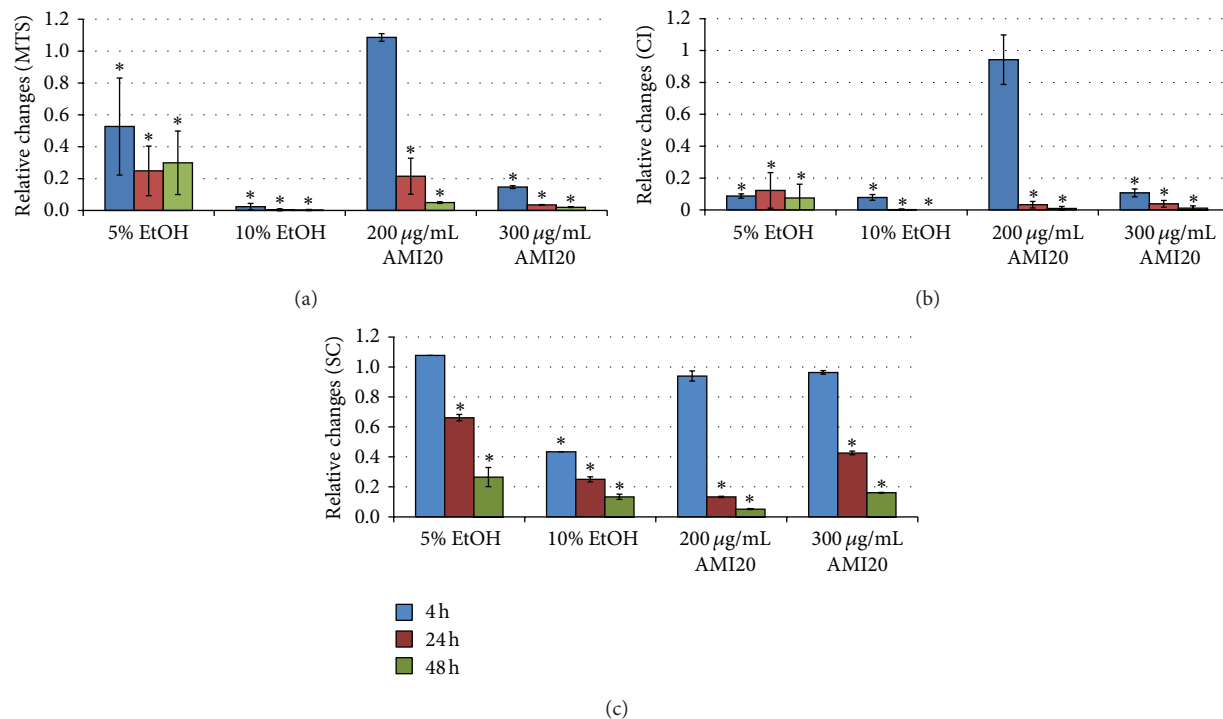 1.2
1.0
0.8
0.6
0.4
0.2
0.0
Relative changes (MTS)
* * *
* * *
* *
* * *
5% EtOH 10% EtOH 200 μg/mL AMI20 300 μg/mL AMI20
(a)
1.2
1
0.8
0.6
0.4
0.2
0
Relative changes (CI)
* * *
* * *
* *
* * *
5% EtOH 10% EtOH 200 μg/mL AMI20 300 μg/mL AMI20
(b)
1.2
1.0
0.8
0.6
0.4
0.2
0.0
Relative changes (SC)
* *
* * *
* *
* *
5% EtOH 10% EtOH 200 μg/mL AMI20 300 μg/mL AMI20
4 h
24 h
48 h
(c)